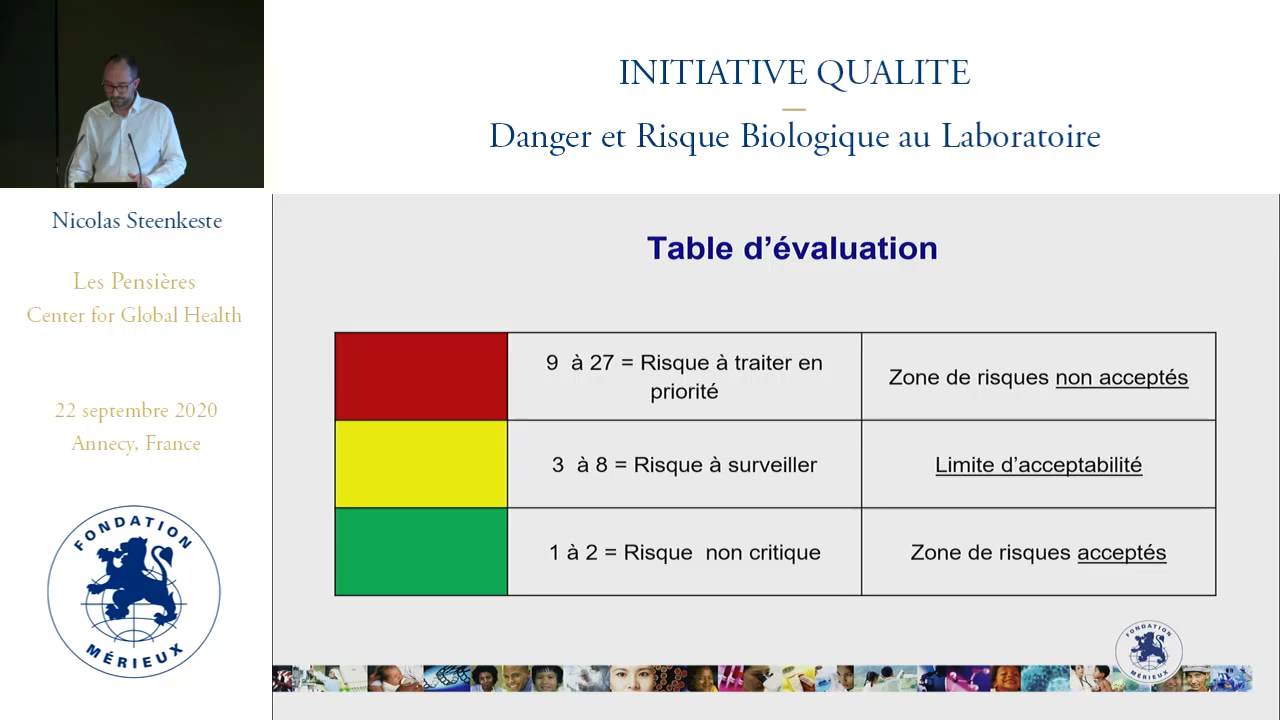 INITIATIVE QUALITE
Danger et Risque Biologique au Laboratoire
Nicolas Steenkeste
Les Pensières
Center for Global Health
22 septembre 2020
Annecy, France
FONDATION
MÉRIEUX
Table d’évaluation
9 à 27 = Risque à traiter en
priorité
Zone de risques non acceptés
3 à 8 = Risque à surveiller
Limite d’acceptabilité
1 à 2 = Risque non critique
Zone de risques acceptés
FONDATION
MÉRIEUX